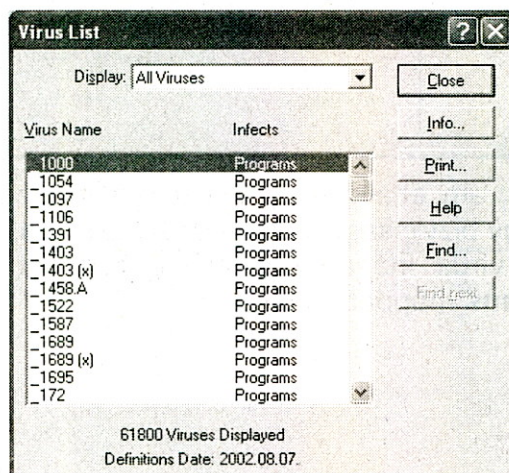 Virus List
Display: All Viruses
Close
Virus Name Infects
Info...
_1000 Programs
_1054 Programs
_1097 Programs
_1106 Programs
_1391 Programs
_1403 Programs
_1403 (x) Programs
_1458.A Programs
_1522 Programs
_1587 Programs
_1689 Programs
_1689 (x) Programs
_1695 Programs
_172 Programs
Print...
Help
Find...
Find next
61800 Viruses Displayed
Definitions Date: 2002.08.07.